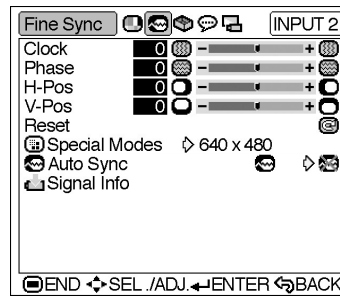 Fine Sync INPUT 2
Clock 0 - +
Phase 0 - +
H-Pos 0 - +
V-Pos 0 - +
Reset
Special Modes 640 x 480
Auto Sync
Signal Info
END SEL./ADJ. ENTER BACK